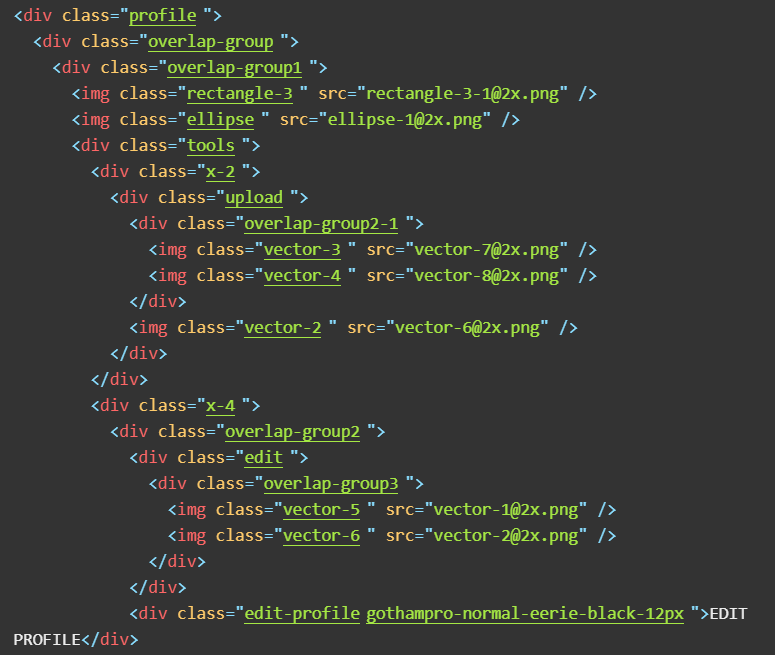 <div class="profile ">
<div class="overlap-group ">
<div class="overlap-group1 ">
<img class="rectangle-3 " src="rectangle-3-1@2x.png" />
<img class="ellipse " src="ellipse-1@2x.png" />
<div class="tools ">
<div class="x-2 ">
<div class="upload ">
<div class="overlap-group2-1 ">
<img class="vector-3 " src="vector-7@2x.png" />
<img class="vector-4 " src="vector-8@2x.png" />
</div>
<img class="vector-2 " src="vector-6@2x.png" />
</div>
</div>
<div class="x-4 ">
<div class="overlap-group2 ">
<div class="edit ">
<div class="overlap-group3 ">
<img class="vector-5 " src="vector-1@2x.png" />
<img class="vector-6 " src="vector-2@2x.png" />
</div>
</div>
<div class="edit-profile gothampro-normal-eerie-black-12px ">EDIT
PROFILE</div>